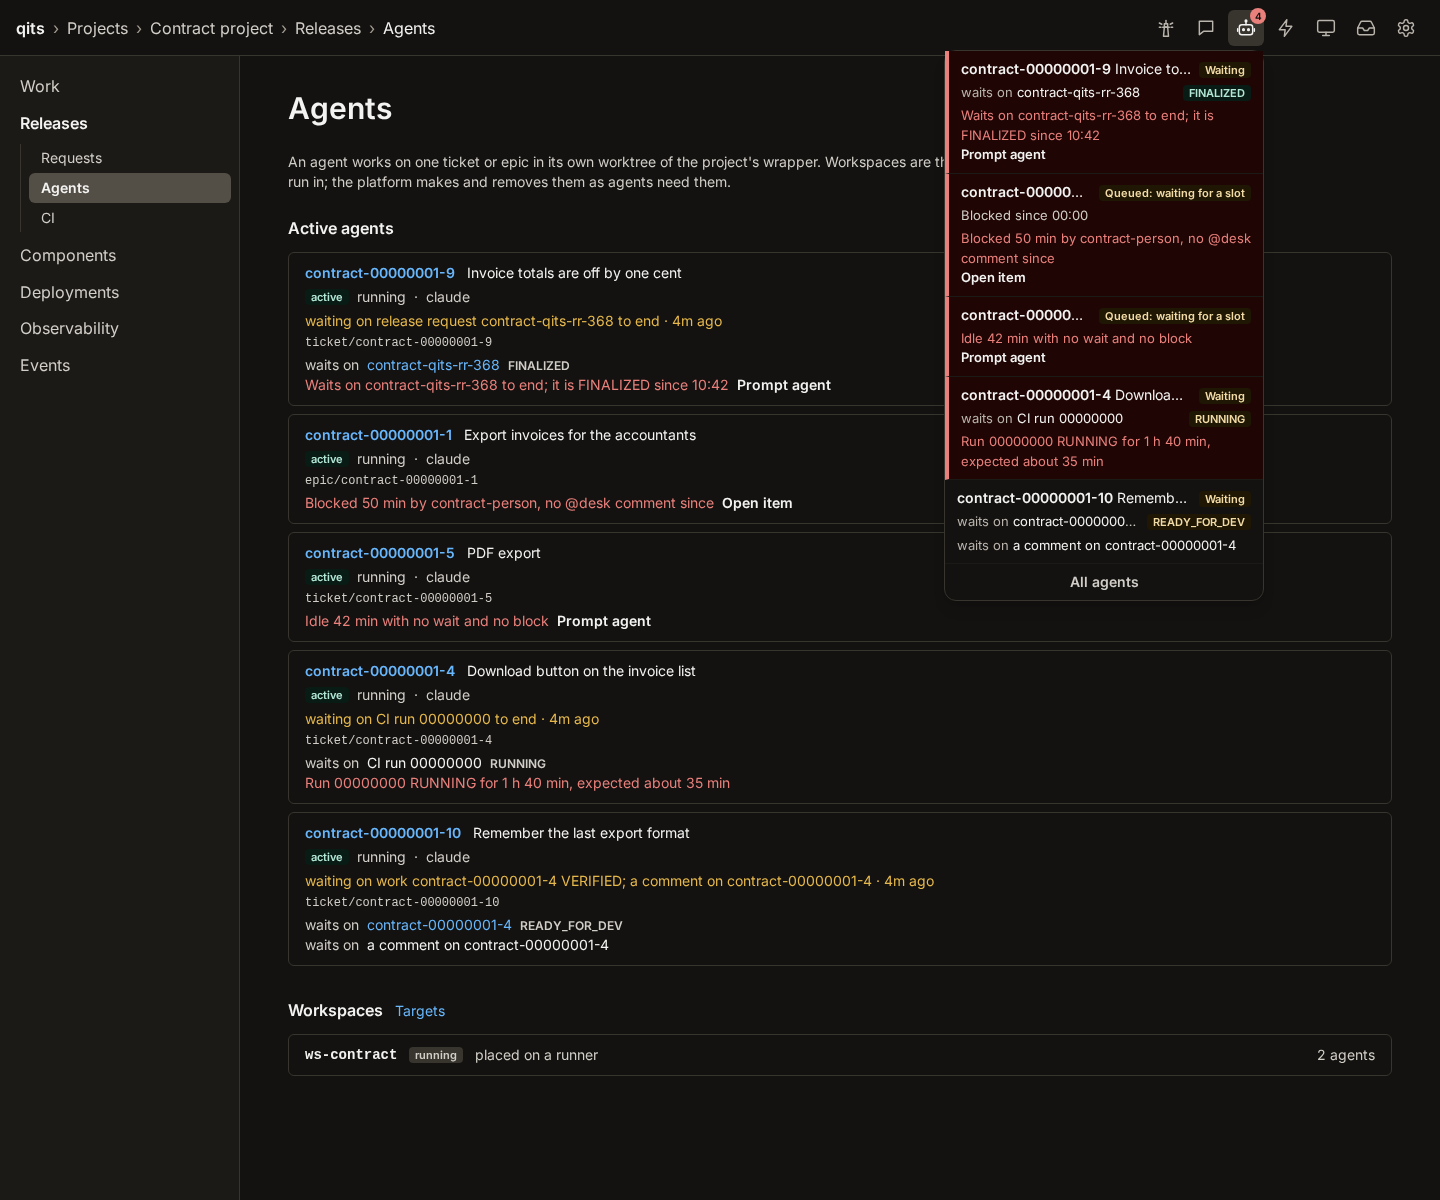 qits › Projects › Contract project › Releases › Agents
4
Work
Releases
Requests
Agents
CI
Components
Deployments
Observability
Events
Agents
An agent works on one ticket or epic in its own worktree of the project's wrapper. Workspaces are th
run in; the platform makes and removes them as agents need them.
Active agents
contract-00000001-9 Invoice totals are off by one cent
active running · claude
waiting on release request contract-qits-rr-368 to end · 4m ago
ticket/contract-00000001-9
waits on contract-qits-rr-368 FINALIZED
Waits on contract-qits-rr-368 to end; it is FINALIZED since 10:42 Prompt agent
contract-00000001-1 Export invoices for the accountants
active running · claude
epic/contract-00000001-1
Blocked 50 min by contract-person, no @desk comment since Open item
contract-00000001-5 PDF export
active running · claude
ticket/contract-00000001-5
Idle 42 min with no wait and no block Prompt agent
contract-00000001-4 Download button on the invoice list
active running · claude
waiting on CI run 00000000 to end · 4m ago
ticket/contract-00000001-4
waits on CI run 00000000 RUNNING
Run 00000000 RUNNING for 1 h 40 min, expected about 35 min
contract-00000001-10 Remember the last export format
active running · claude
waiting on work contract-00000001-4 VERIFIED; a comment on contract-00000001-4 · 4m ago
ticket/contract-00000001-10
waits on contract-00000001-4 READY_FOR_DEV
waits on a comment on contract-00000001-4
Workspaces Targets
ws-contract running placed on a runner 2 agents
contract-00000001-9 Invoice to... Waiting
waits on contract-qits-rr-368 FINALIZED
Waits on contract-qits-rr-368 to end; it is
FINALIZED since 10:42
Prompt agent
contract-00000... Queued: waiting for a slot
Blocked since 00:00
Blocked 50 min by contract-person, no @desk
comment since
Open item
contract-00000... Queued: waiting for a slot
Idle 42 min with no wait and no block
Prompt agent
contract-00000001-4 Downloa... Waiting
waits on CI run 00000000 RUNNING
Run 00000000 RUNNING for 1 h 40 min,
expected about 35 min
contract-00000001-10 Rememb... Waiting
waits on contract-0000000... READY_FOR_DEV
waits on a comment on contract-00000001-4
All agents